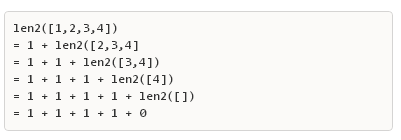 len2([1,2,3,4])
= 1 + len2([2,3,4]
= 1 + 1 + len2([3,4])
= 1 + 1 + 1 + len2([4])
= 1 + 1 + 1 + 1 + len2([])
= 1 + 1 + 1 + 1 + 0